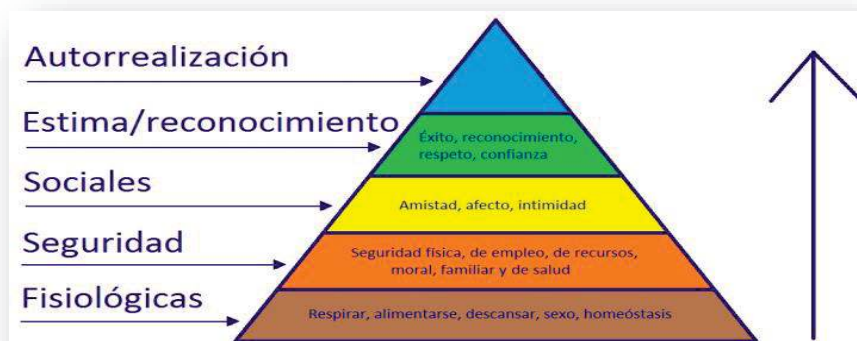 Autorrealización
Estima/reconocimiento
Éxito, reconocimiento,
respeto, confianza
Sociales
Amistad, afecto, intimidad
Seguridad
Seguridad física, de empleo, de recursos,
moral, familiar y de salud
Fisiológicas
Respirar, alimentarse, descansar, sexo, homeóstasis